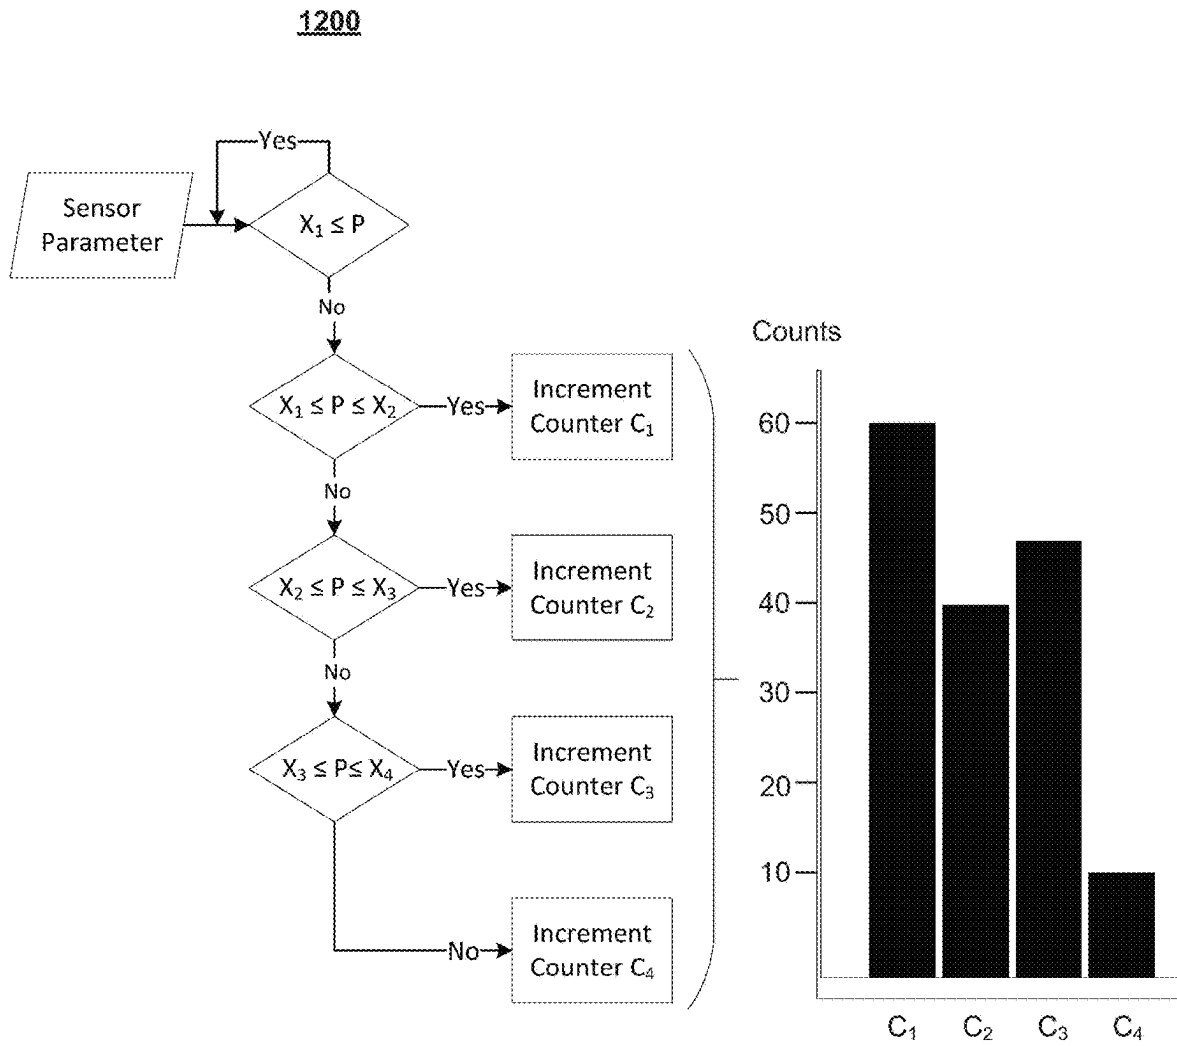 1200
Yes
Sensor
Parameter
X₁ ≤ P
No
X₁ ≤ P ≤ X₂
Yes
Increment
Counter C₁
No
X₂ ≤ P ≤ X₃
Yes
Increment
Counter C₂
No
X₃ ≤ P≤ X₄
Yes
Increment
Counter C₃
No
Increment
Counter C₄
Counts
60
50
40
30
20
10
C₁ C₂ C₃ C₄